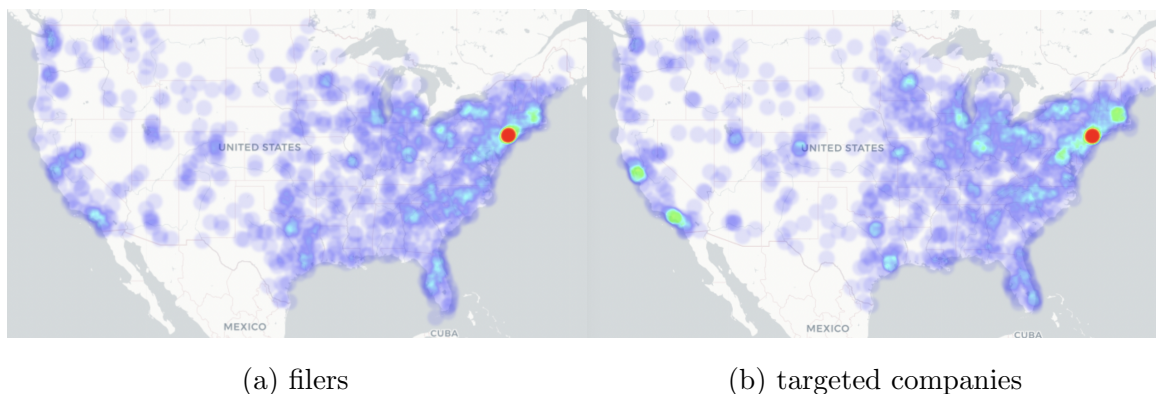 UNITED STATES
MEXICO
CUBA
UNITED STATES
MEXICO
CUBA
(a) filers
(b) targeted companies